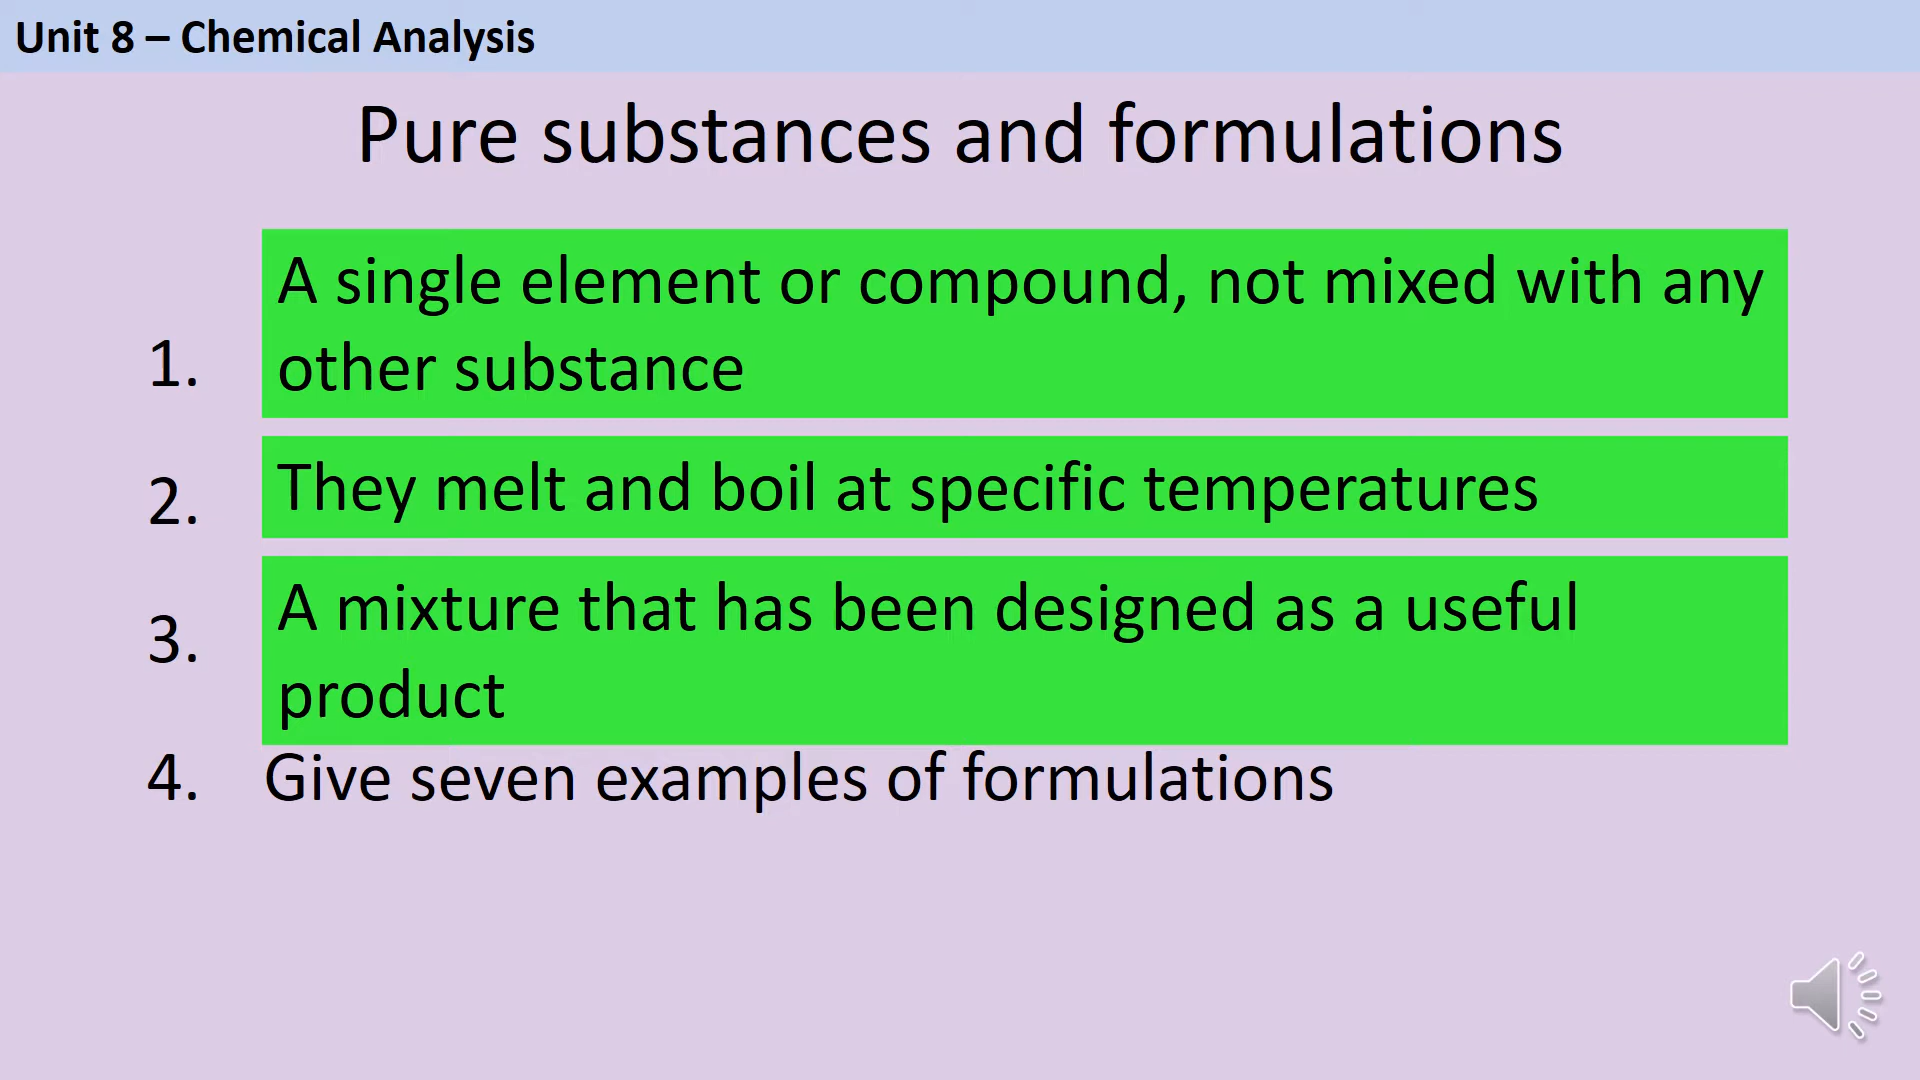 Unit 8 – Chemical Analysis
Pure substances and formulations
1. A single element or compound, not mixed with any
other substance
2. They melt and boil at specific temperatures
3. A mixture that has been designed as a useful
product
4. Give seven examples of formulations